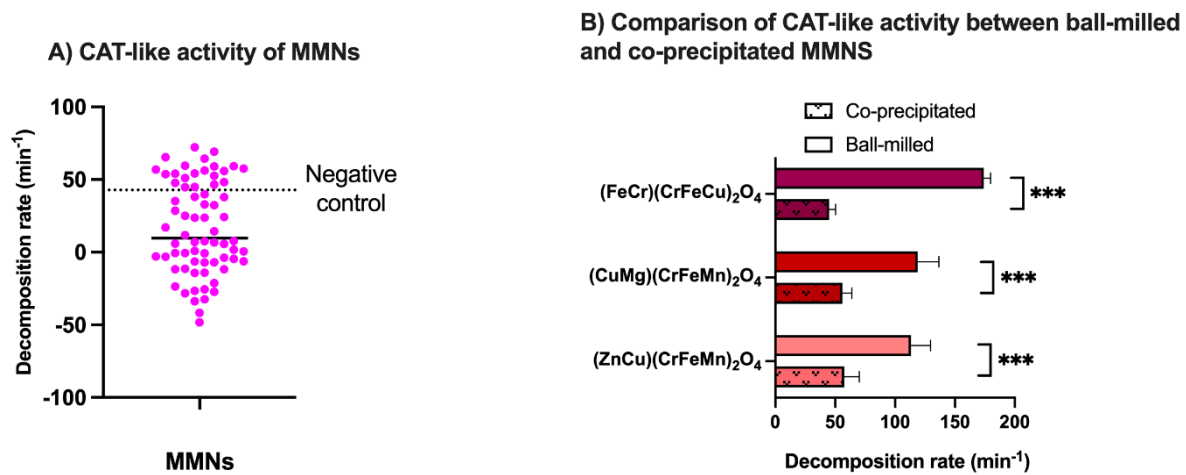 A) CAT-like activity of MMNs
Decomposition rate (min⁻¹)
100
50
0
-50
-100
Negative
control
MMNs
B) Comparison of CAT-like activity between ball-milled
and co-precipitated MMNS
Co-precipitated
Ball-milled
(FeCr)(CrFeCu)₂O₄
***
(CuMg)(CrFeMn)₂O₄
***
(ZnCu)(CrFeMn)₂O₄
***
0 50 100 150 200
Decomposition rate (min⁻¹)